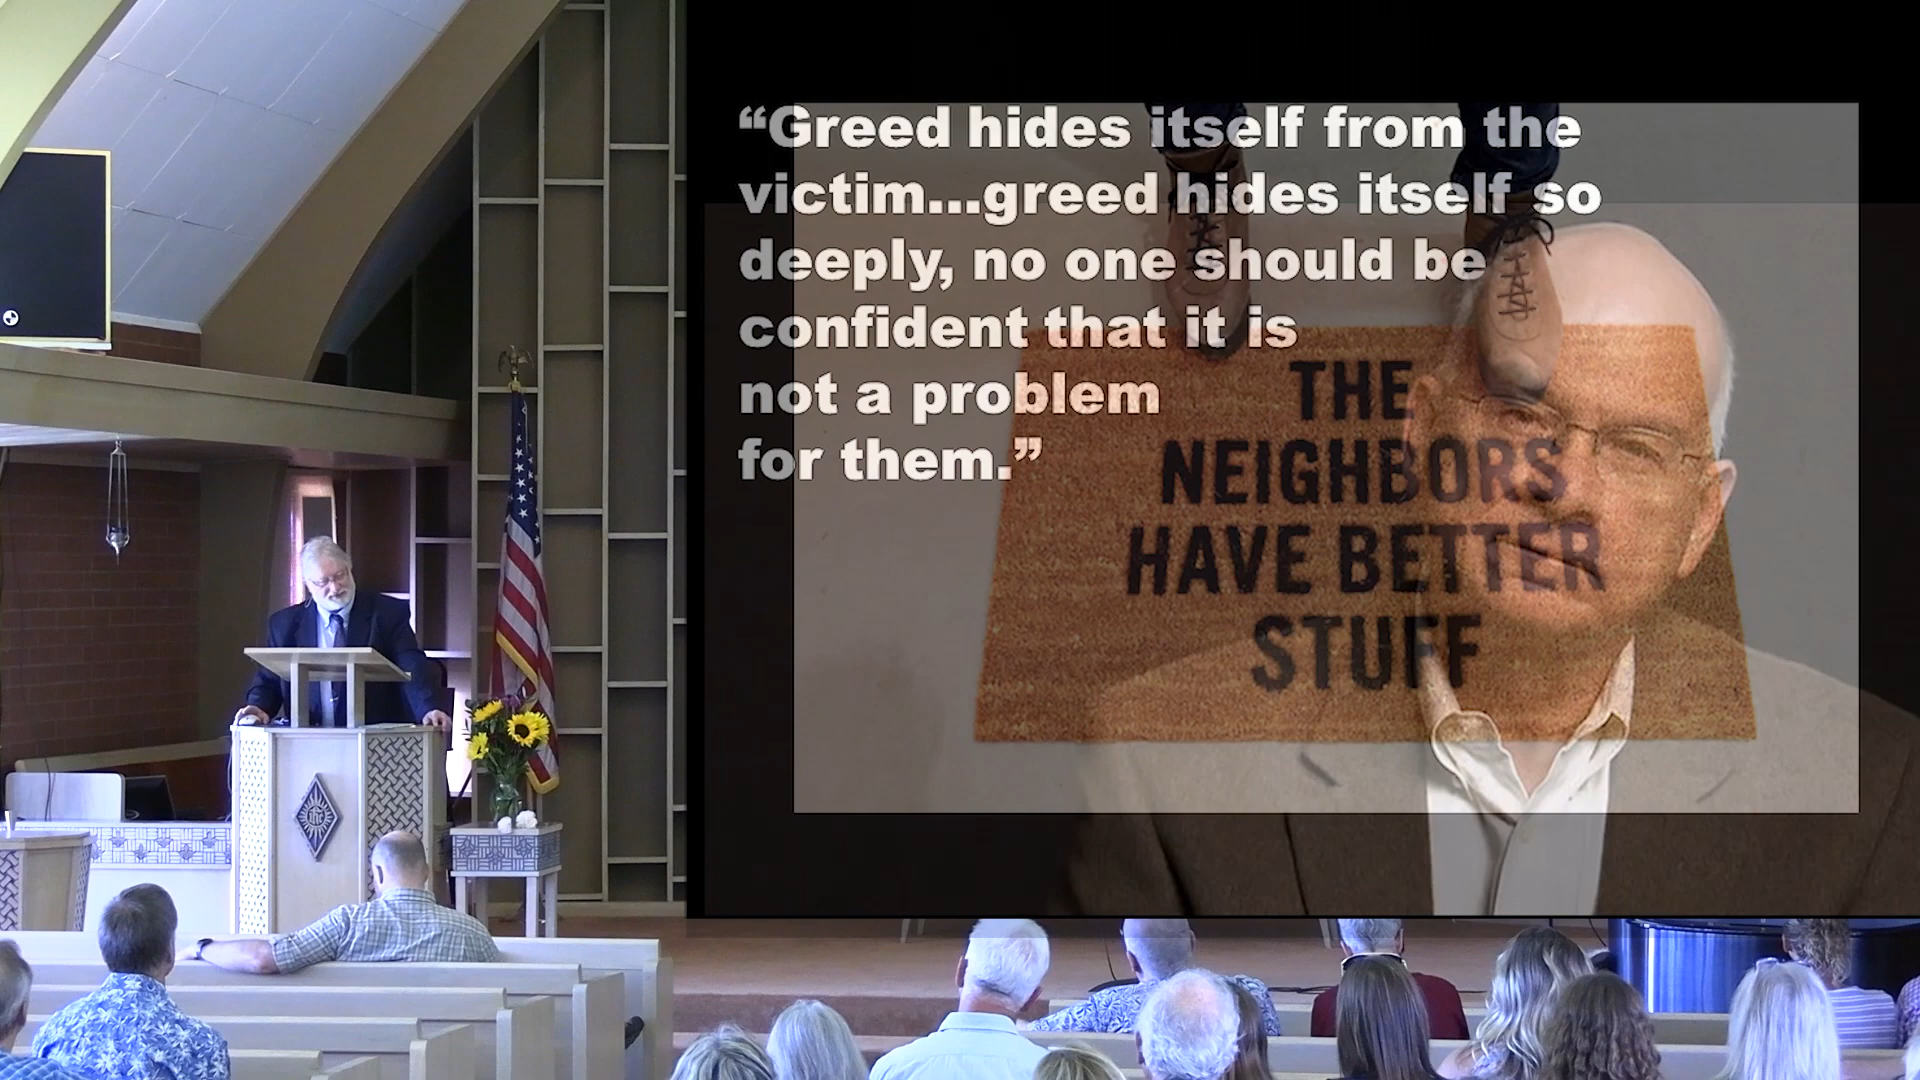 “Greed hides itself from the
victim...greed hides itself so
deeply, no one should be
confident that it is
not a problem
for them.”
THE
NEIGHBORS
HAVE BETTER
STUFF
ihc